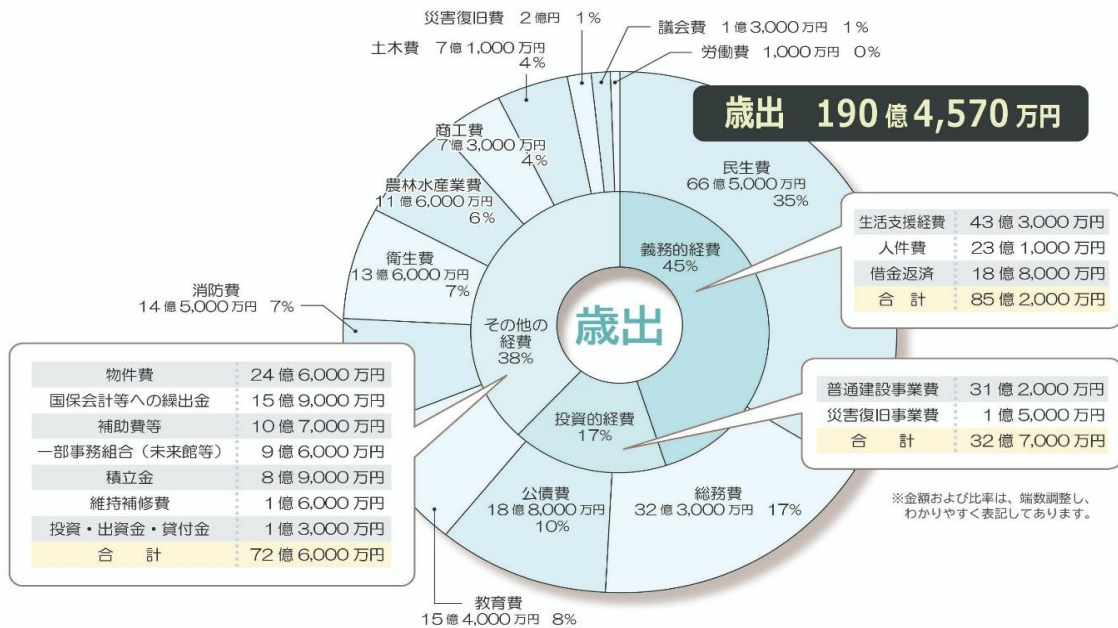 災害復旧費 2億円 1%
議会費 1億3,000万円 1%
土木費 7億1,000万円
4%
労働費 1,000万円 0%
歳出 190億4,570万円
商工費
7億3,000万円
4%
民生費
66億5,000万円
35%
農林水産業費
11億6,000万円
6%
衛生費
13億6,000万円
7%
消防費
14億5,000万円 7%
義務的経費
45%
生活支援経費 43億3,000万円
人件費 23億1,000万円
借金返済 18億8,000万円
合計 85億2,000万円
歳出
その他の
経費
38%
投資的経費
17%
物件費 24億6,000万円
国保会計等への繰出金 15億9,000万円
補助費等 10億7,000万円
一部事務組合（未来館等） 9億6,000万円
積立金 8億9,000万円
維持補修費 1億6,000万円
投資・出資金・貸付金 1億3,000万円
合計 72億6,000万円
普通建設事業費 31億2,000万円
災害復旧事業費 1億5,000万円
合計 32億7,000万円
公債費
18億8,000万円
10%
総務費
32億3,000万円 17%
※金額および比率は、端数調整し、
わかりやすく表記してあります。
教育費
15億4,000万円 8%